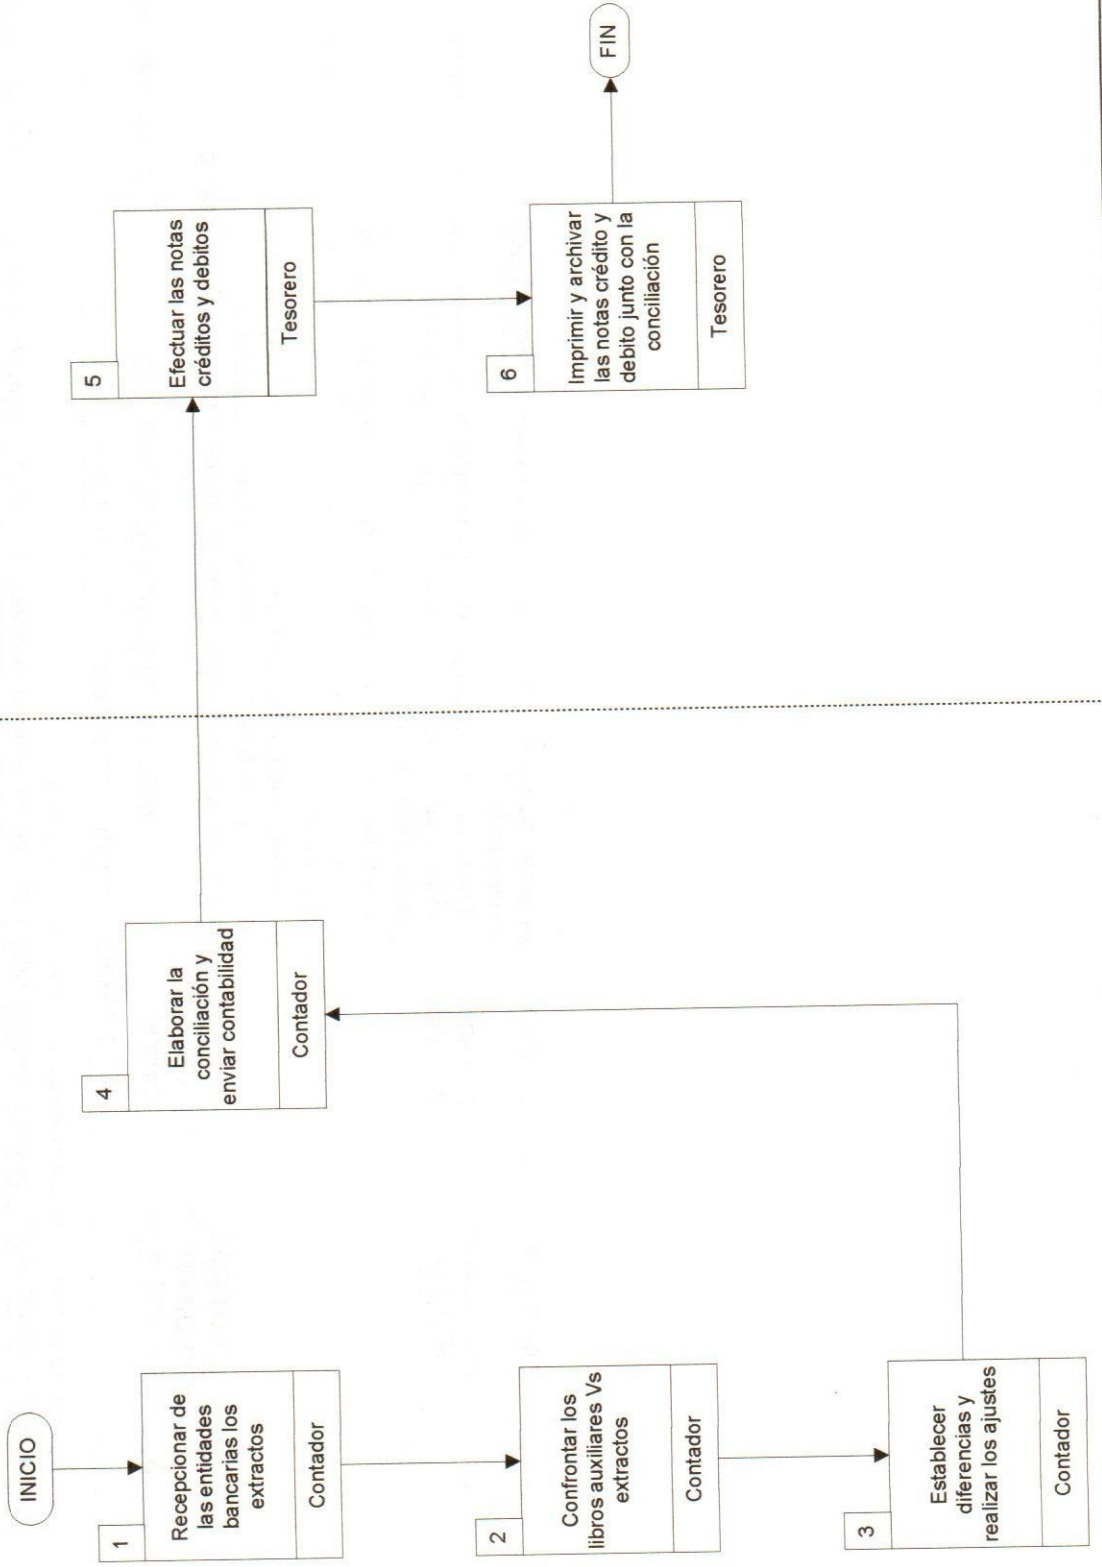 INICIO
1
Recepcionar de
las entidades
bancarias los
extractos
Contador
2
Confrontar los
libros auxiliares Vs
extractos
Contador
3
Establecer
diferencias y
realizar los ajustes
Contador
4
Elaborar la
conciliación y
enviar contabilidad
Contador
5
Efectuar las notas
créditos y debitos
Tesorero
6
Imprimir y archivar
las notas crédito y
debito junto con la
conciliación
Tesorero
FIN